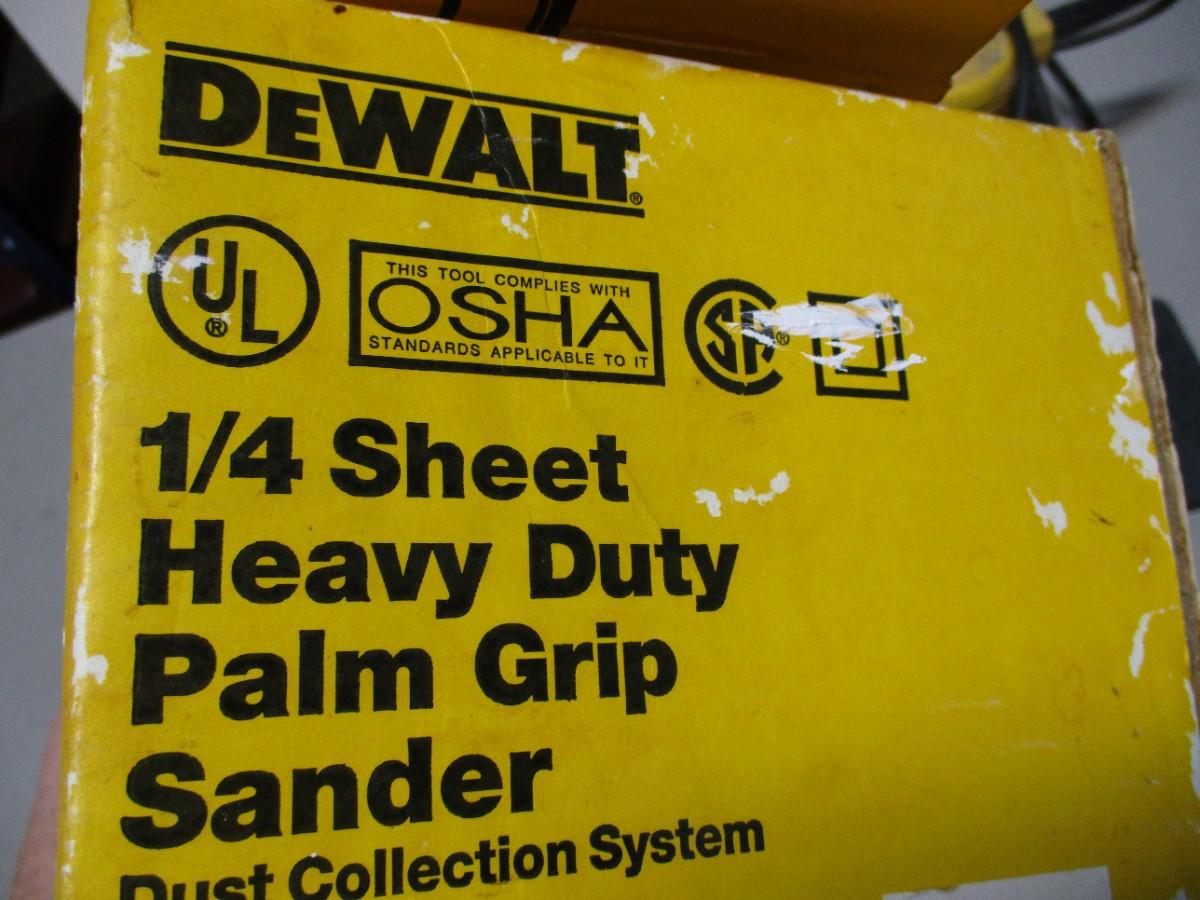 DEWALT®
UL®
THIS TOOL COMPLIES WITH
OSHA
STANDARDS APPLICABLE TO IT
SA®
1/4 Sheet
Heavy Duty
Palm Grip
Sander
Dust Collection System